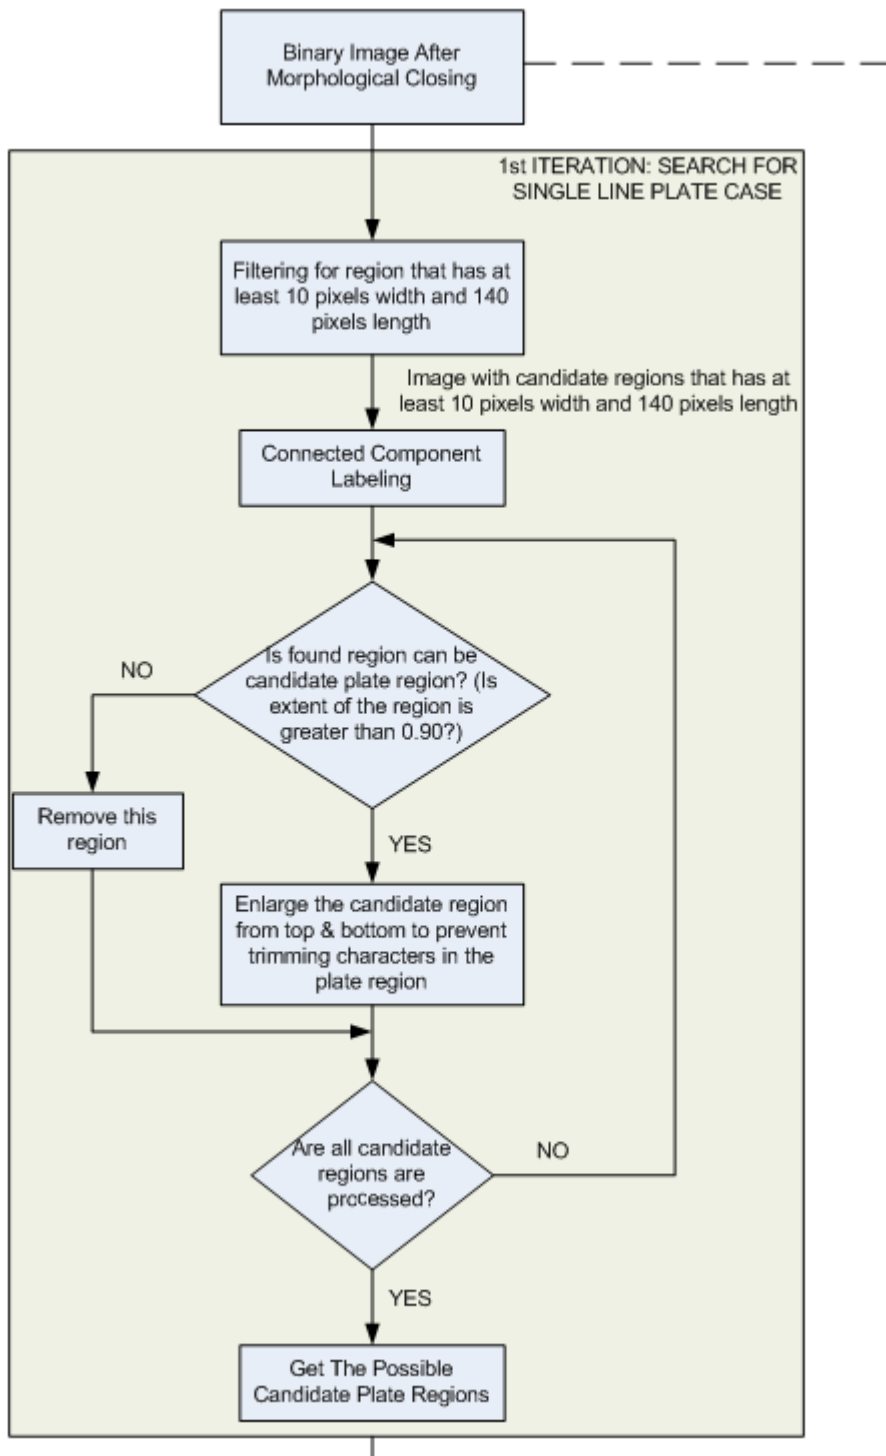 Binary Image After
Morphological Closing
1st ITERATION: SEARCH FOR
SINGLE LINE PLATE CASE
Filtering for region that has at
least 10 pixels width and 140
pixels length
Image with candidate regions that has at
least 10 pixels width and 140 pixels length
Connected Component
Labeling
Is found region can be
candidate plate region? (Is
extent of the region is
greater than 0.90?)
NO
Remove this
region
YES
Enlarge the candidate region
from top & bottom to prevent
trimming characters in the
plate region
Are all candidate
regions are
processed?
NO
YES
Get The Possible
Candidate Plate Regions